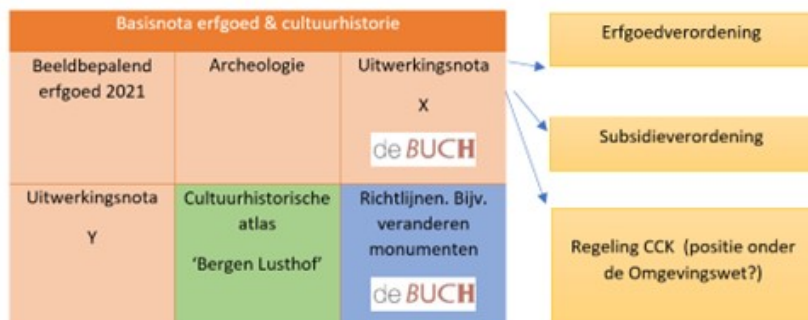 Basisnota erfgoed & cultuurhistorie
Beeldbepalend
erfgoed 2021
Archeologie
Uitwerkingsnota
X
de BUCH
Uitwerkingsnota
Y
Cultuurhistorische
atlas
‘Bergen Lusthof’
Richtlijnen. Bijv.
veranderen
monumenten
de BUCH
Erfgoedverordening
Subsidieverordening
Regeling CCK (positie onder
de Omgevingswet?)